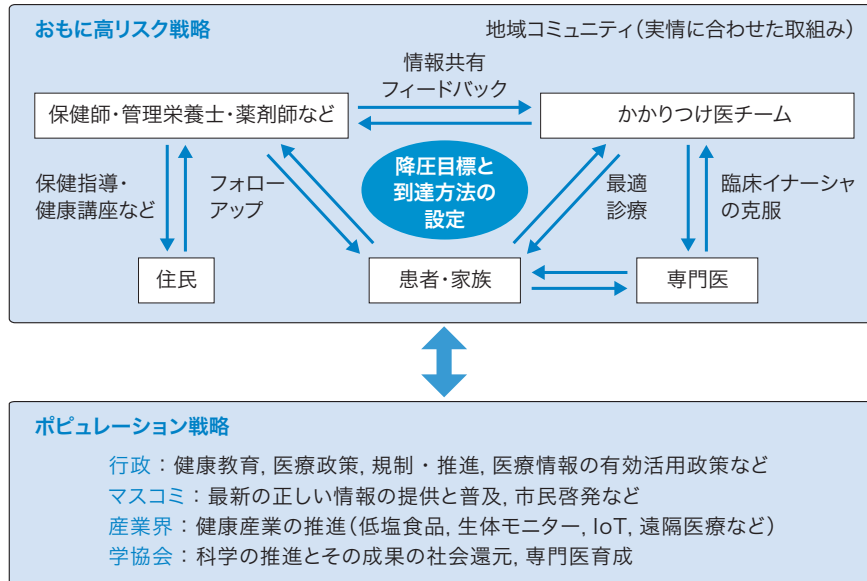 おもに高リスク戦略
地域コミュニティ(実情に合わせた取組み)
情報共有
フィードバック
保健師・管理栄養士・薬剤師など
かかりつけ医チーム
降圧目標と
到達方法の
設定
保健指導・
健康講座など
フォロー
アップ
最適
診療
臨床イナーシャ
の克服
住民
患者・家族
専門医
ポピュレーション戦略
行政:健康教育, 医療政策, 規制・推進, 医療情報の有効活用政策など
マスコミ:最新の正しい情報の提供と普及, 市民啓発など
産業界:健康産業の推進(低塩食品, 生体モニター, IoT, 遠隔医療など)
学協会:科学の推進とその成果の社会還元, 専門医育成